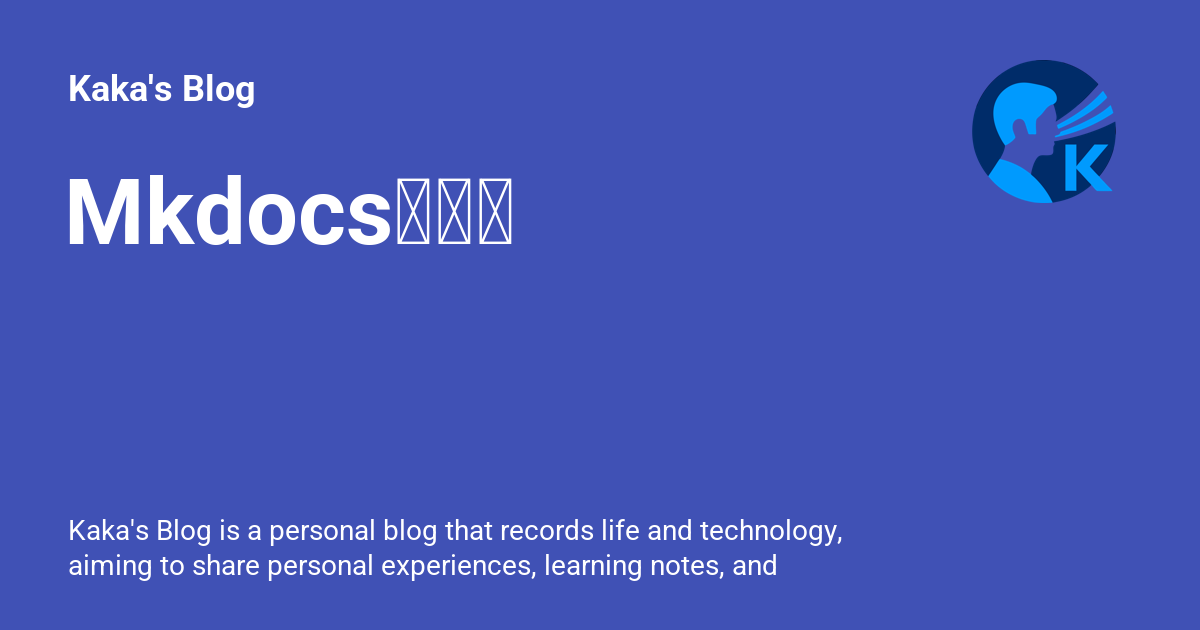 Kaka's Blog
K
Mkdocs
Kaka's Blog is a personal blog that records life and technology,
aiming to share personal experiences, learning notes, and